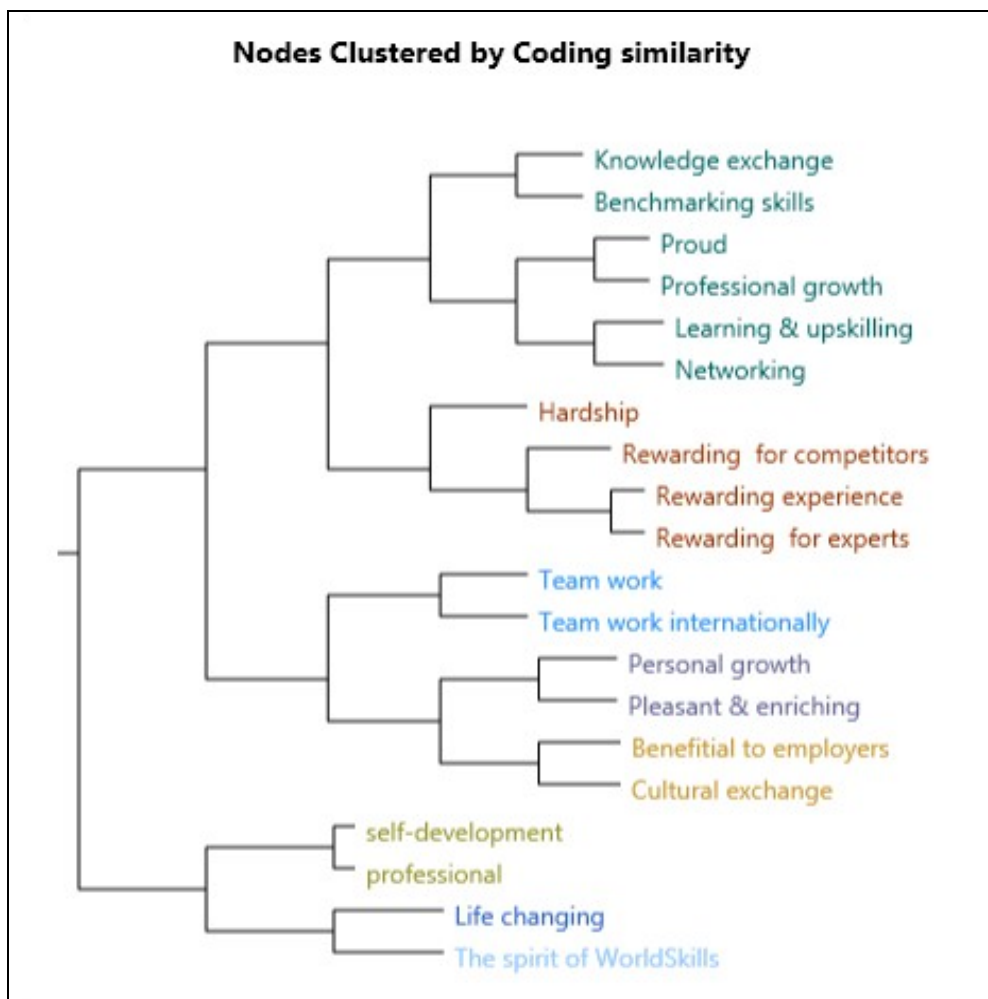 Nodes Clustered by Coding similarity
Knowledge exchange
Benchmarking skills
Proud
Professional growth
Learning & upskilling
Networking
Hardship
Rewarding for competitors
Rewarding experience
Rewarding for experts
Team work
Team work internationally
Personal growth
Pleasant & enriching
Benefitial to employers
Cultural exchange
self-development
professional
Life changing
The spirit of WorldSkills